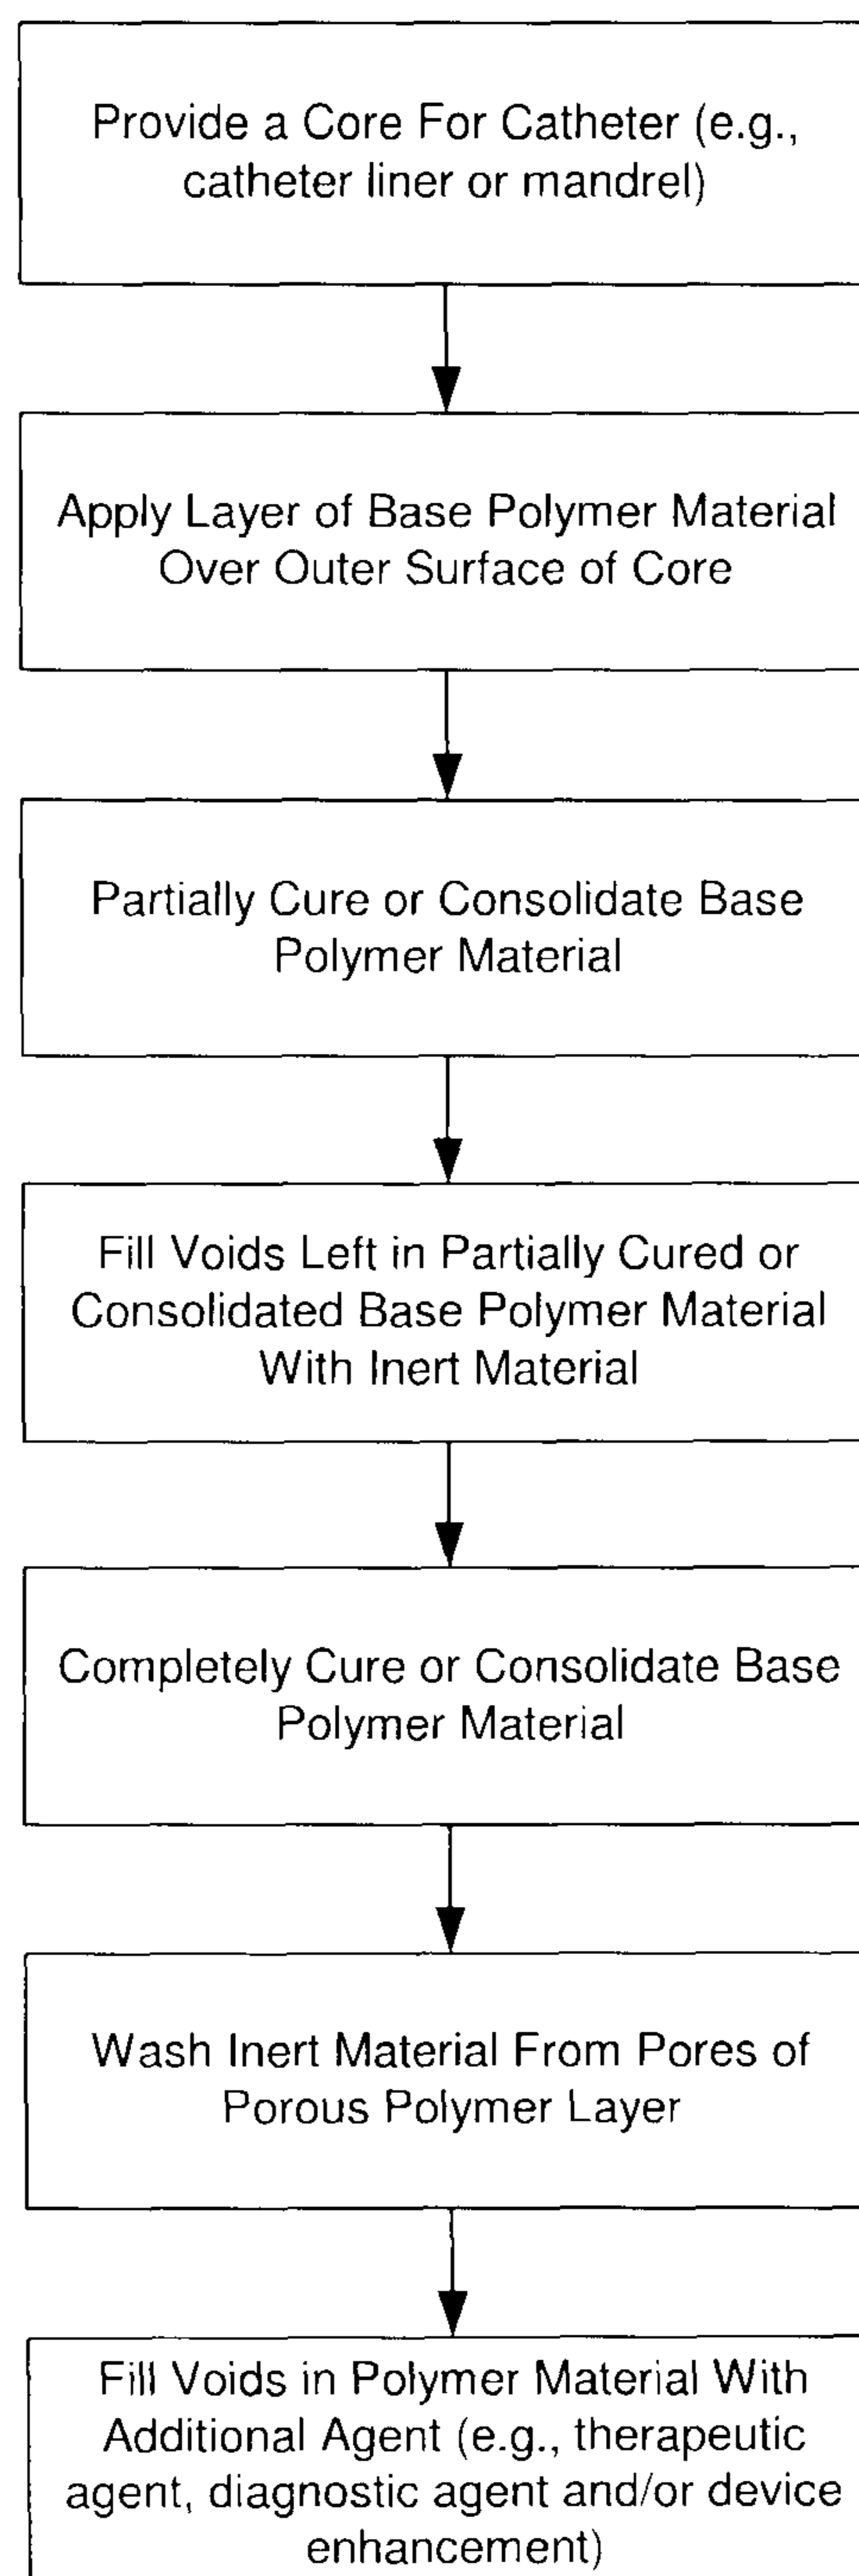 Provide a Core For Catheter (e.g.,
catheter liner or mandrel)
Apply Layer of Base Polymer Material
Over Outer Surface of Core
Partially Cure or Consolidate Base
Polymer Material
Fill Voids Left in Partially Cured or
Consolidated Base Polymer Material
With Inert Material
Completely Cure or Consolidate Base
Polymer Material
Wash Inert Material From Pores of
Porous Polymer Layer
Fill Voids in Polymer Material With
Additional Agent (e.g., therapeutic
agent, diagnostic agent and/or device
enhancement)